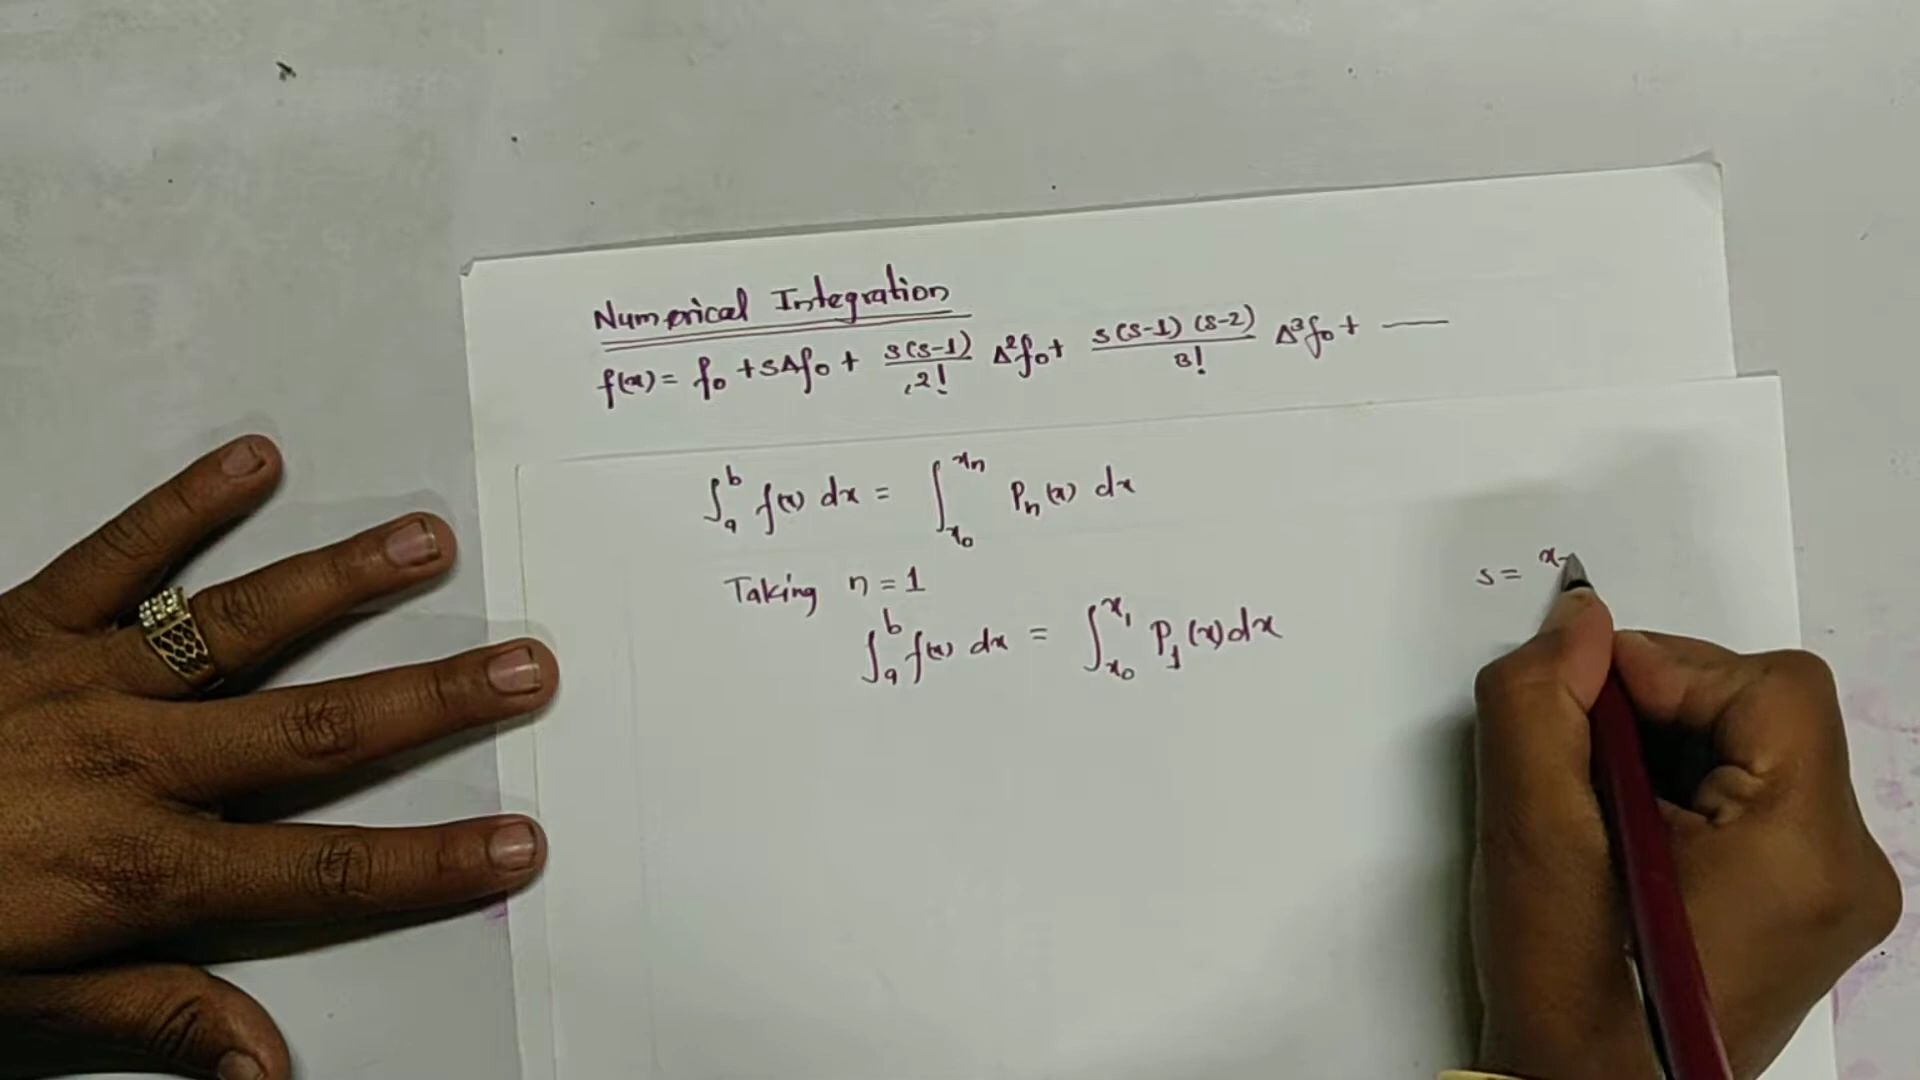 Numerical Integration
f(x) = f₀ + sΔf₀ + s(s-1)/2! Δ²f₀ + s(s-1)(s-2)/3! Δ³f₀ + ——
∫ₐᵇ f(x) dx = ∫_{x₀}^{xₙ} Pₙ(x) dx
Taking n = 1
s = x-
∫ₐᵇ f(x) dx = ∫_{x₀}^{x₁} P₁(x) dx